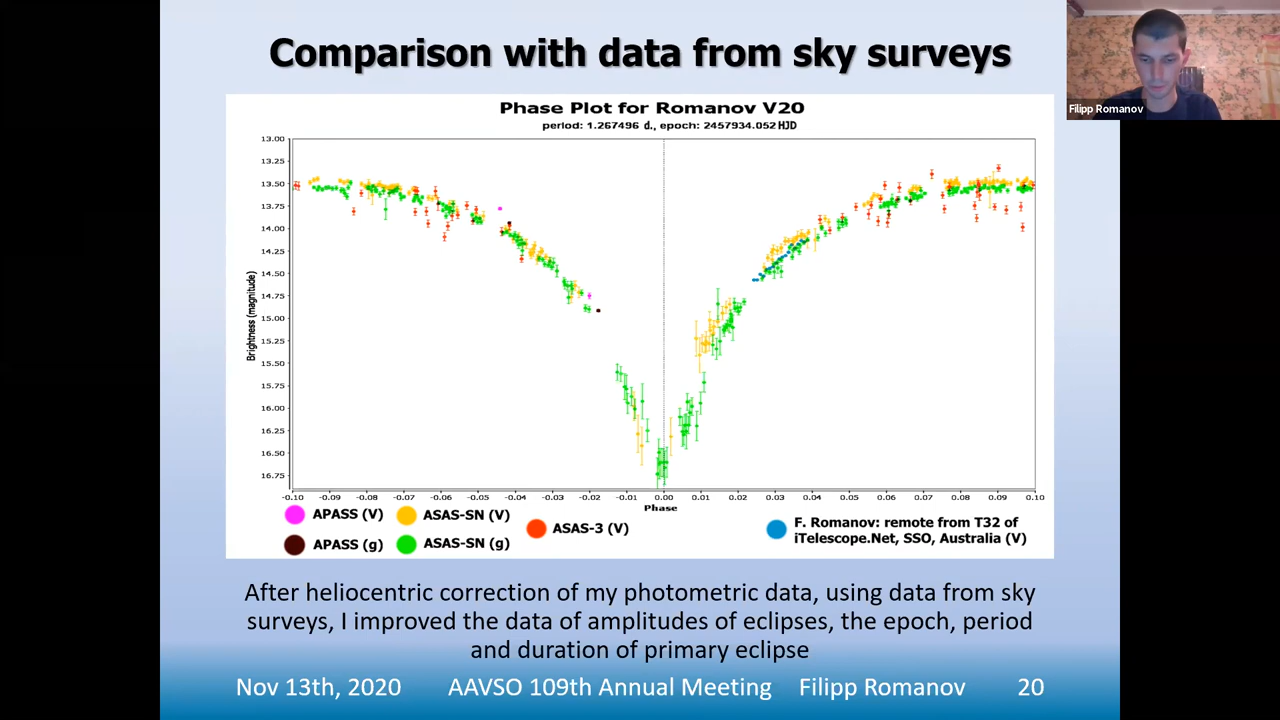 Comparison with data from sky surveys
Filipp Romanov
Phase Plot for Romanov V20
period: 1.267496 d., epoch: 2457934.052 HJD
Brightness (magnitude)
13.00
13.25
13.50
13.75
14.00
14.25
14.50
14.75
15.00
15.25
15.50
15.75
16.00
16.25
16.50
16.75
-0.10 -0.09 -0.08 -0.07 -0.06 -0.05 -0.04 -0.03 -0.02 -0.01 0.00 0.01 0.02 0.03 0.04 0.05 0.06 0.07 0.08 0.09 0.10
Phase
APASS (V) ASAS-SN (V)
APASS (g) ASAS-SN (g)
ASAS-3 (V)
F. Romanov: remote from T32 of
iTelescope.Net, SSO, Australia (V)
After heliocentric correction of my photometric data, using data from sky
surveys, I improved the data of amplitudes of eclipses, the epoch, period
and duration of primary eclipse
Nov 13th, 2020 AAVSO 109th Annual Meeting Filipp Romanov 20